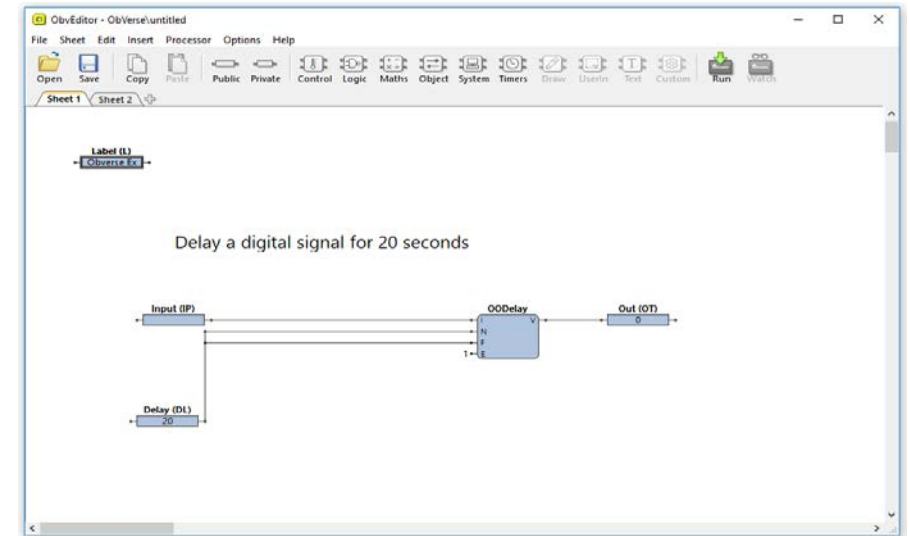 ObvEditor - ObVerse\untitled
File Sheet Edit Insert Processor Options Help
Open Save Copy Paste Public Private Control Logic Maths Object System Timers Draw UserIn Text Custom Run Watch
Sheet 1 Sheet 2
Label (L)
Obverse Ex
Delay a digital signal for 20 seconds
Input (IP) OODelay Out (OT)
I V 0
N
F
1 E
Delay (DL)
20